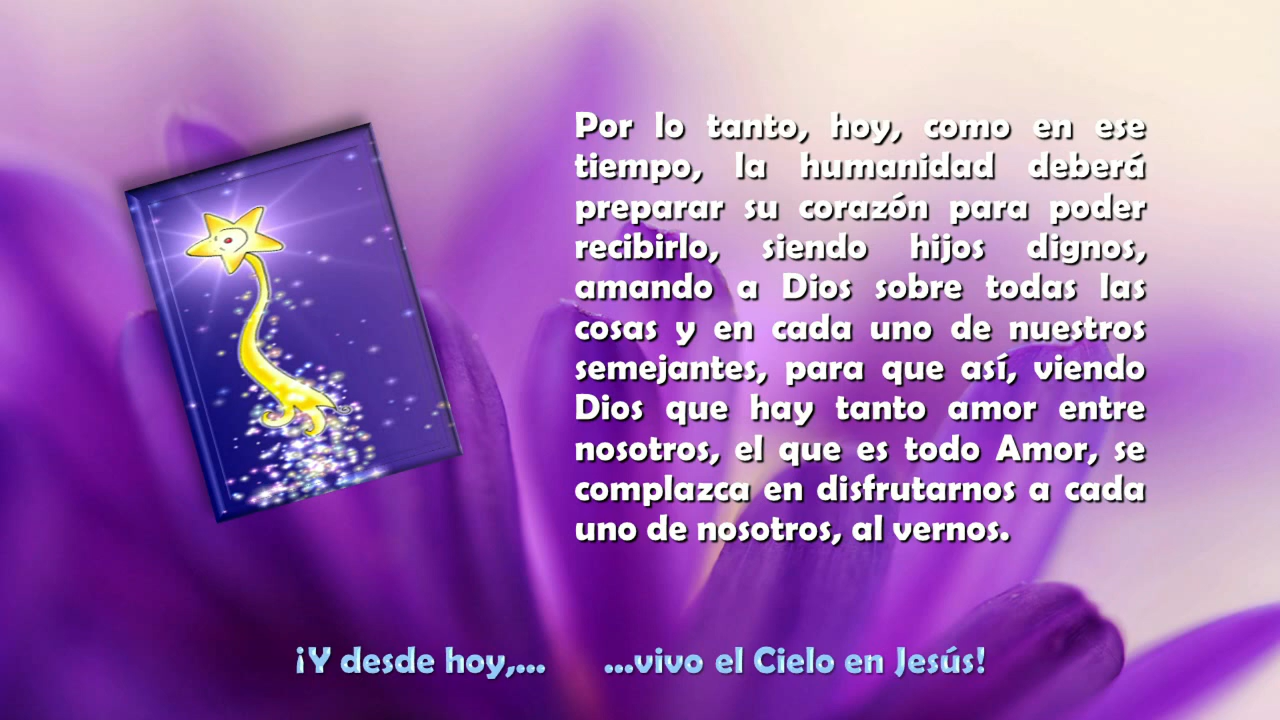 Por lo tanto, hoy, como en ese
tiempo, la humanidad deberá
preparar su corazón para poder
recibirlo, siendo hijos dignos,
amando a Dios sobre todas las
cosas y en cada uno de nuestros
semejantes, para que así, viendo
Dios que hay tanto amor entre
nosotros, el que es todo Amor, se
complazca en disfrutarnos a cada
uno de nosotros, al vernos.
¡Y desde hoy,... ...vivo el Cielo en Jesús!